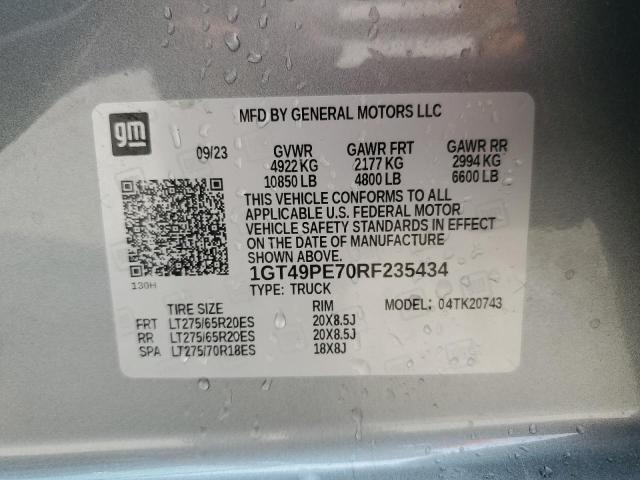 gm
MFD BY GENERAL MOTORS LLC
09/23 GVWR GAWR FRT GAWR RR
4922 KG 2177 KG 2994 KG
10850 LB 4800 LB 6600 LB
THIS VEHICLE CONFORMS TO ALL
APPLICABLE U.S. FEDERAL MOTOR
VEHICLE SAFETY STANDARDS IN EFFECT
ON THE DATE OF MANUFACTURE
SHOWN ABOVE.
130H
1GT49PE70RF235434
TYPE: TRUCK MODEL: 04TK20743
TIRE SIZE RIM
FRT LT275/65R20ES 20X8.5J
RR LT275/65R20ES 20X8.5J
SPA LT275/70R18ES 18X8J